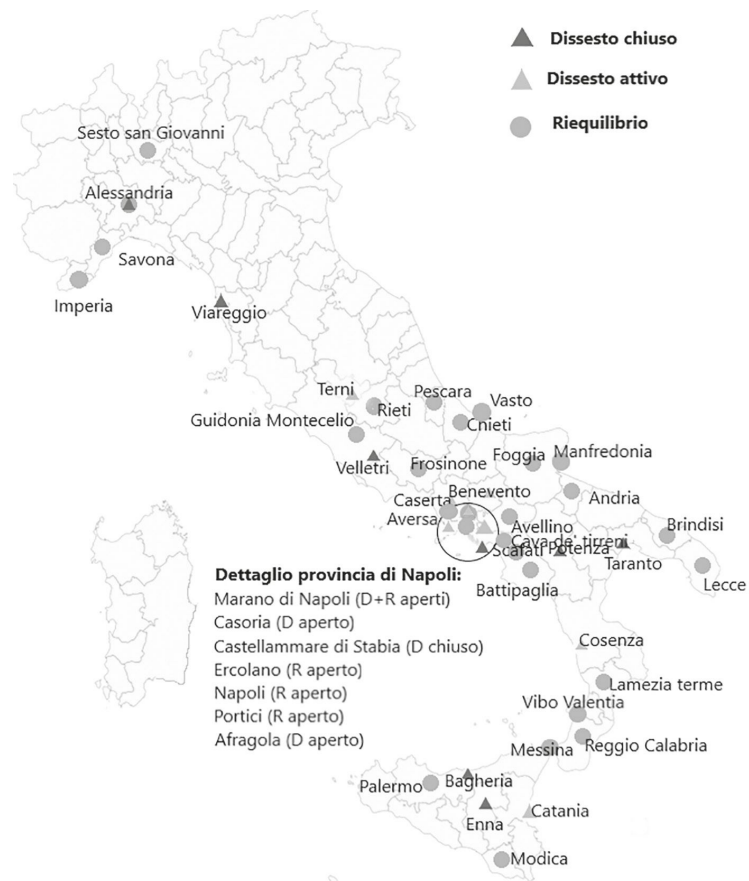 Dissesto chiuso
Dissesto attivo
Riequilibrio
Sesto san Giovanni
Alessandria
Savona
Imperia
Viareggio
Terni
Rieti
Pescara
Vasto
Chieti
Guidonia Montecelio
Velletri
Frosinone
Foggia
Manfredonia
Caserta
Benevento
Andria
Aversa
Avellino
Brindisi
Cava de' tirreni
Scafati
Potenza
Taranto
Lecce
Battipaglia
Dettaglio provincia di Napoli:
Marano di Napoli (D+R aperti)
Casoria (D aperto)
Castellammare di Stabia (D chiuso)
Ercolano (R aperto)
Napoli (R aperto)
Portici (R aperto)
Afragola (D aperto)
Cosenza
Lamezia terme
Vibo Valentia
Messina
Reggio Calabria
Palermo
Bagheria
Enna
Catania
Modica